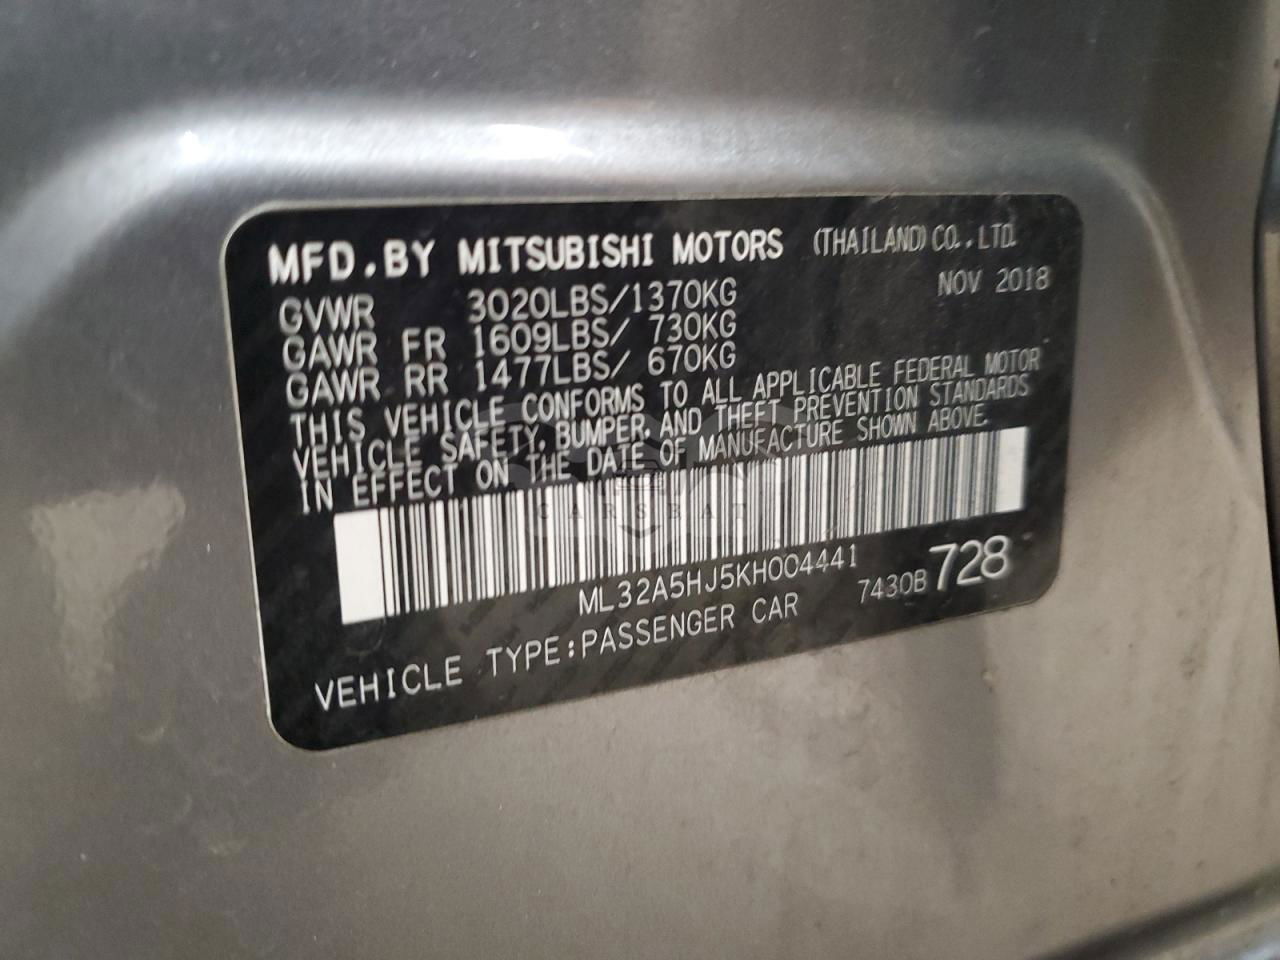 MFD.BY MITSUBISHI MOTORS (THAILAND)CO.,LTD.
NOV 2018
GVWR 3020LBS/1370KG
GAWR FR 1609LBS/ 730KG
GAWR RR 1477LBS/ 670KG
THIS VEHICLE CONFORMS TO ALL APPLICABLE FEDERAL MOTOR
VEHICLE SAFETY, BUMPER, AND THEFT PREVENTION STANDARDS
IN EFFECT ON THE DATE OF MANUFACTURE SHOWN ABOVE.
CARSBAT
ML32A5HJ5KH004441
7430B728
VEHICLE TYPE:PASSENGER CAR